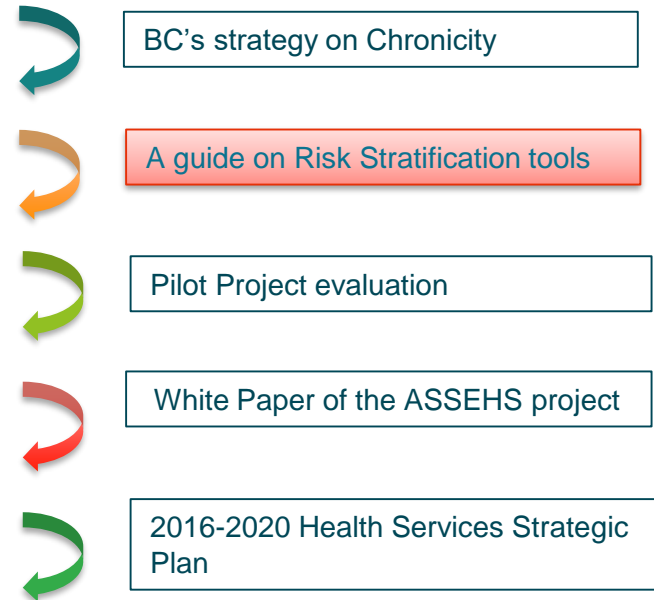 BC’s strategy on Chronicity
A guide on Risk Stratification tools
Pilot Project evaluation
White Paper of the ASSEHS project
2016-2020 Health Services Strategic
Plan